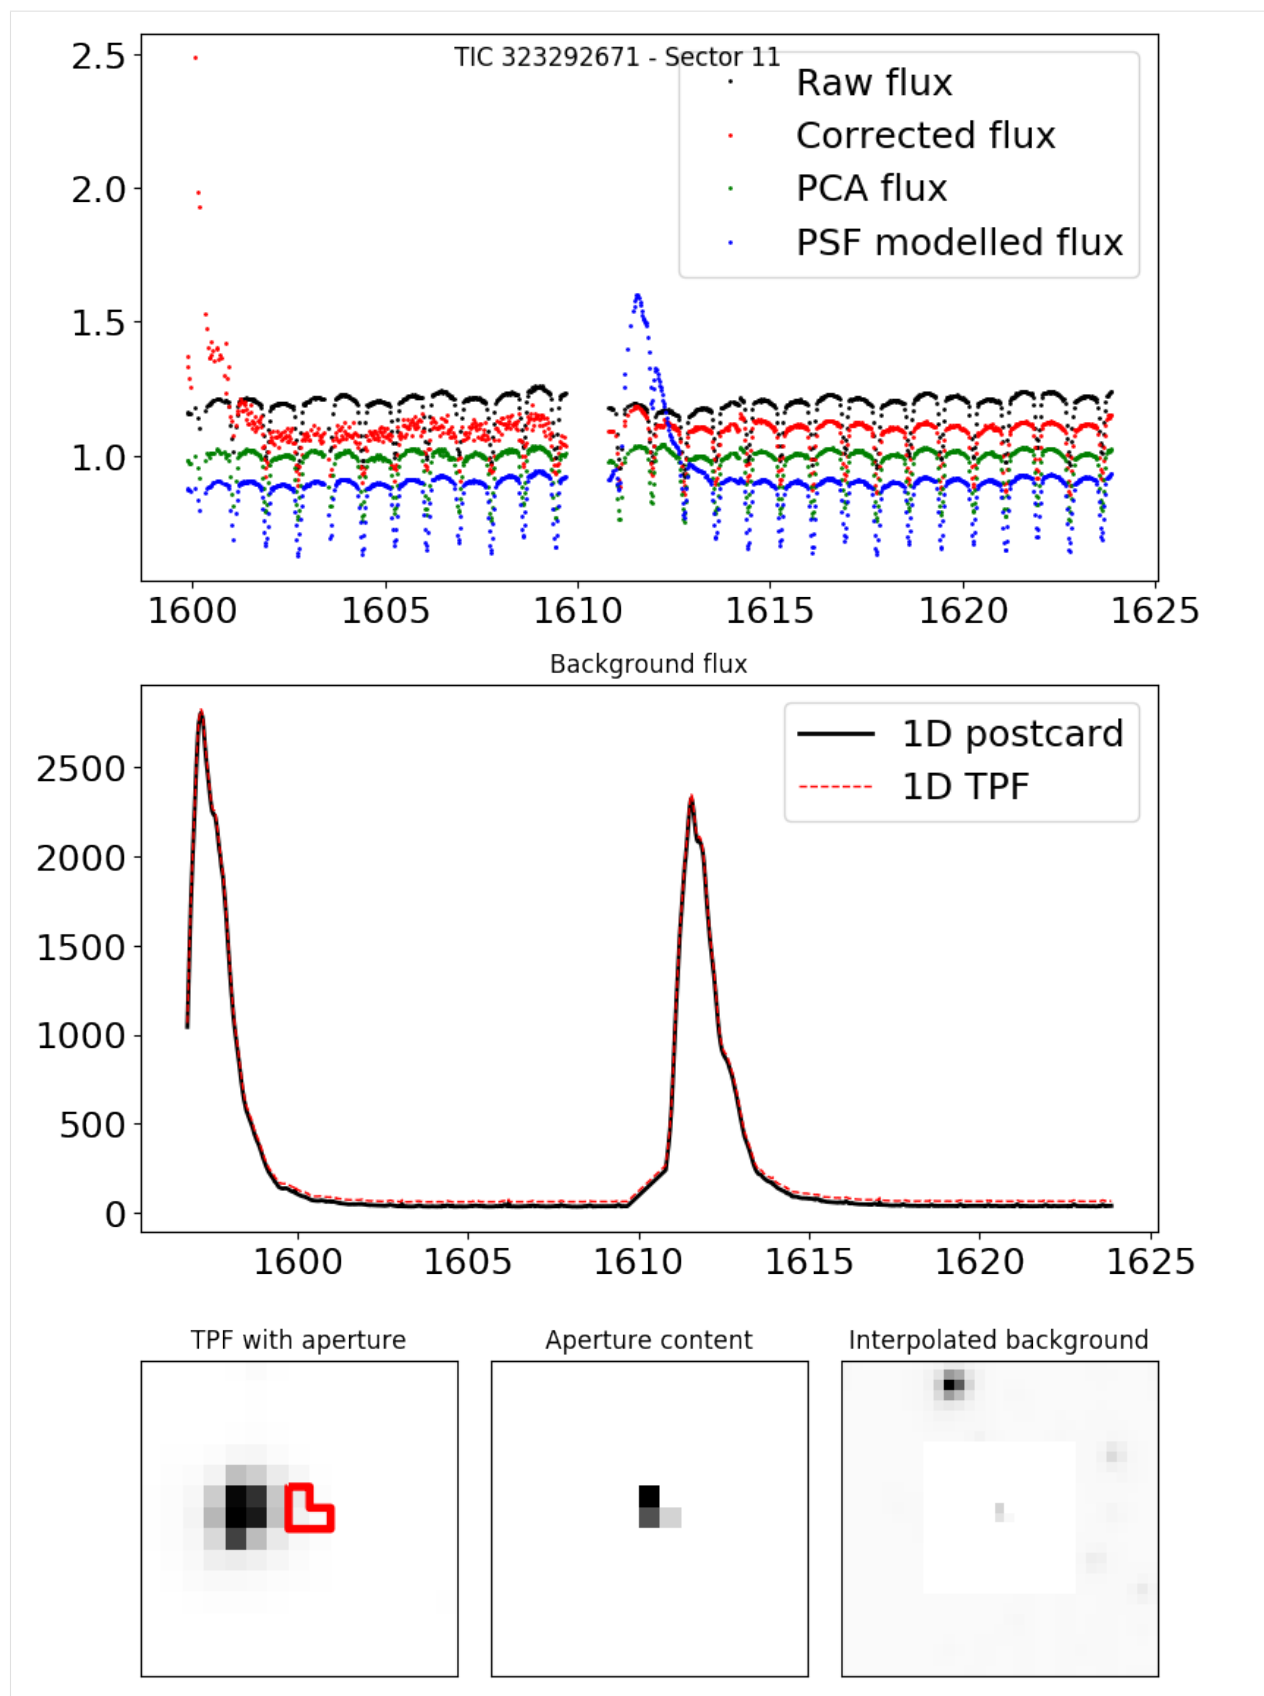 TIC 323292671 - Sector 11
2.5
2.0
1.5
1.0
Raw flux
Corrected flux
PCA flux
PSF modelled flux
1600 1605 1610 1615 1620 1625
Background flux
2500
2000
1500
1000
500
0
1D postcard
1D TPF
1600 1605 1610 1615 1620 1625
TPF with aperture
Aperture content
Interpolated background